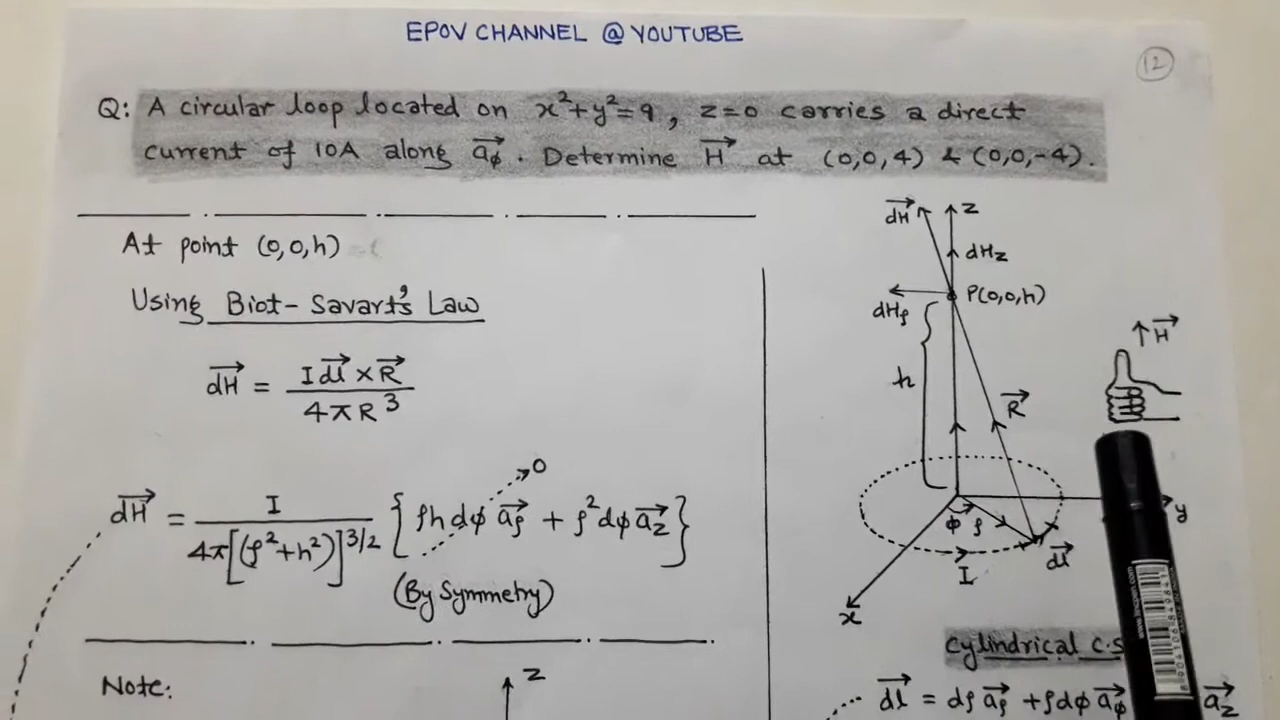 EPOV CHANNEL @ YOUTUBE
12
Q: A circular loop located on x²+y²=9, z=0 carries a direct
current of 10A along a⃗ϕ. Determine H⃗ at (0,0,4) & (0,0,-4).
At point (0,0,h)
Using Biot-Savart's Law
dH⃗ = I dl⃗ × R⃗ / 4πR³
dH⃗ = I / 4π[(ρ²+h²)]^3/2 {ρh dϕ a⃗ρ + ρ²dϕ a⃗z}
0
(By Symmetry)
Note:
z
dH⃗
z
dHz
P(0,0,h)
dHρ
h
R⃗
↑H⃗
ϕ
ρ
y
dl⃗
I
x
Cylindrical C.S
dl⃗ = dρ a⃗ρ + ρdϕ a⃗ϕ a⃗z